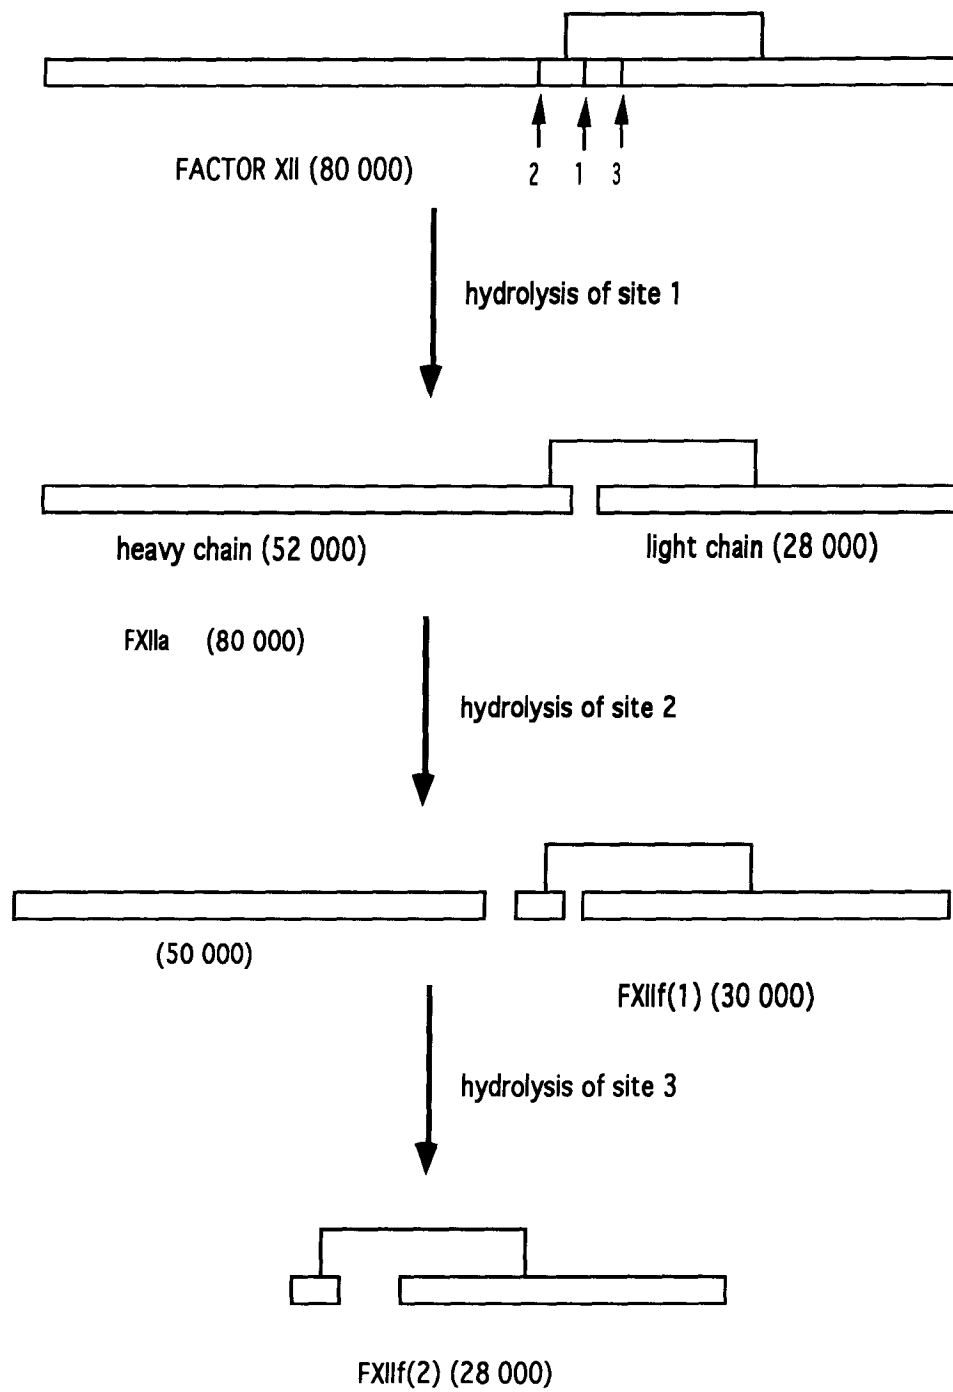 2 1 3
FACTOR XII (80 000)
hydrolysis of site 1
heavy chain (52 000)
light chain (28 000)
FXIIa (80 000)
hydrolysis of site 2
(50 000)
FXIIf(1) (30 000)
hydrolysis of site 3
FXIIf(2) (28 000)